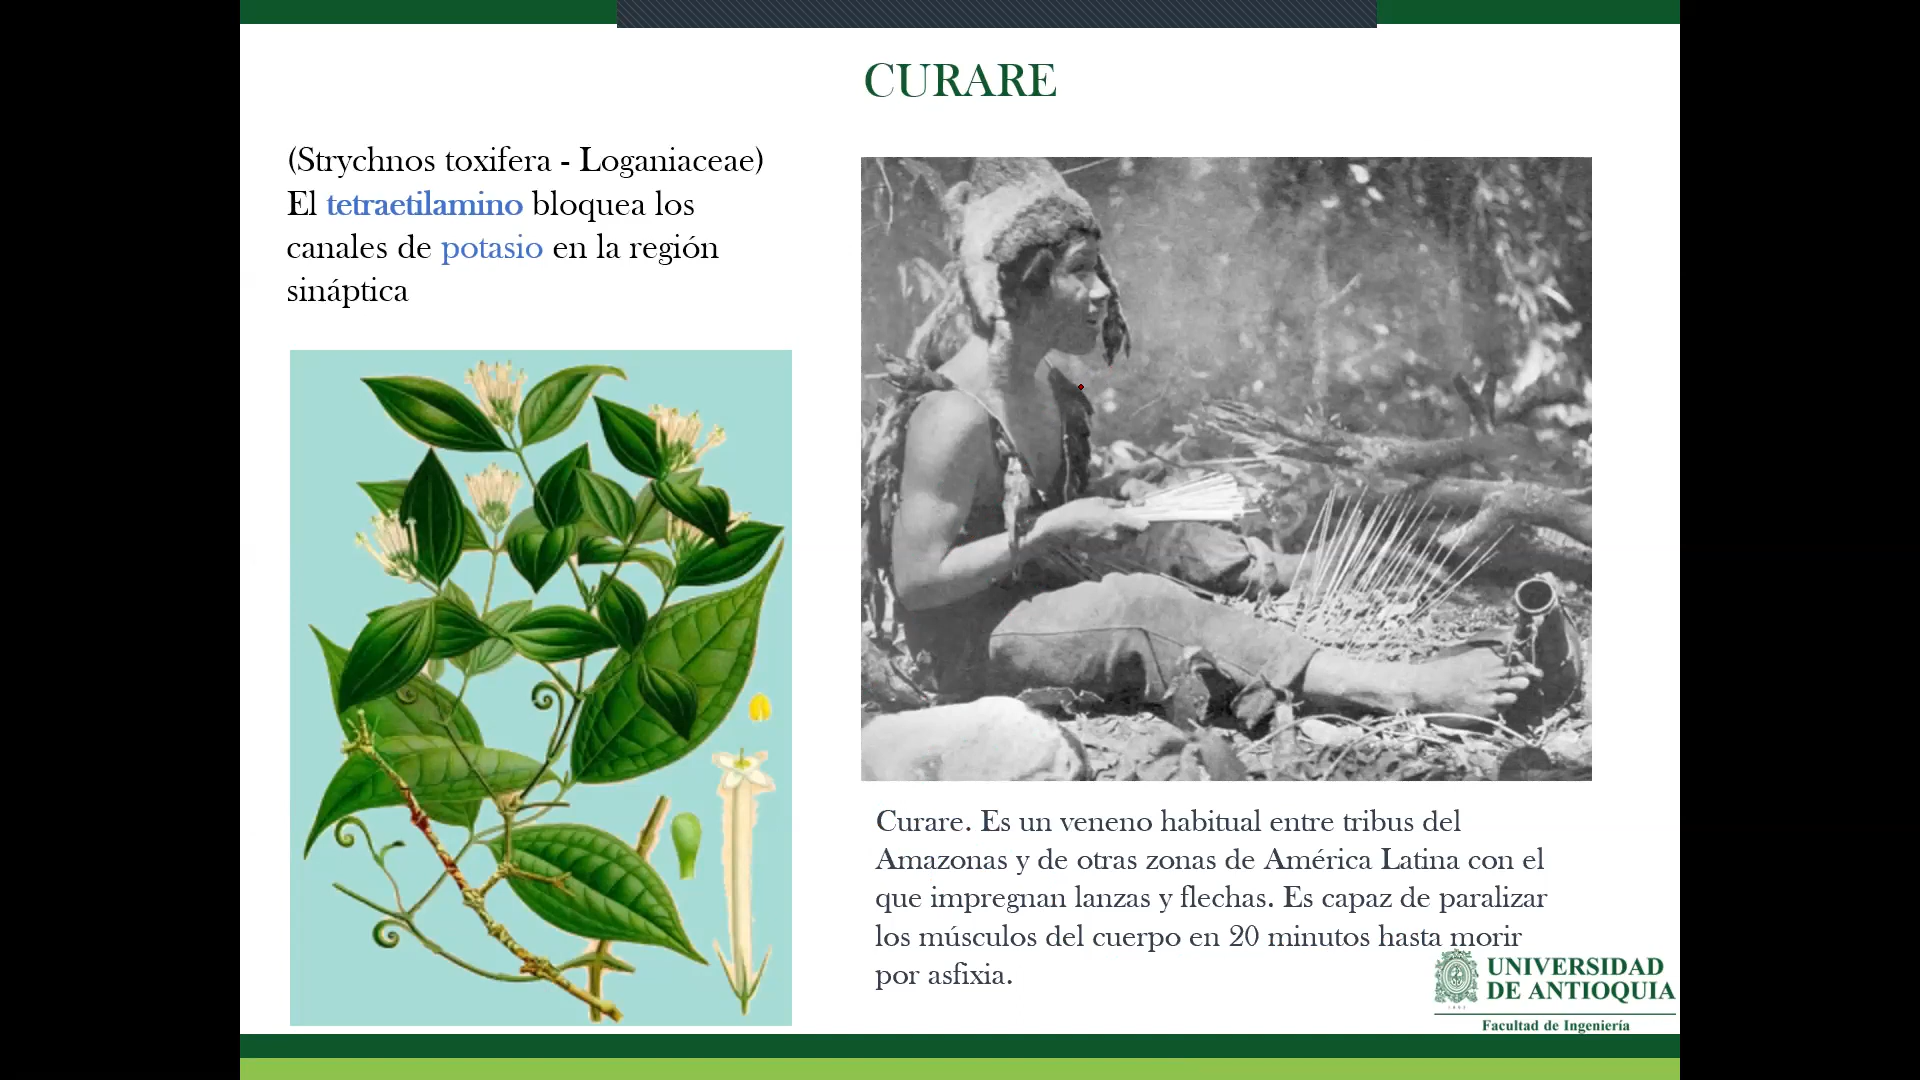 CURARE
(Strychnos toxifera - Loganiaceae)
El tetraetilamino bloquea los
canales de potasio en la región
sináptica
Curare. Es un veneno habitual entre tribus del
Amazonas y de otras zonas de América Latina con el
que impregnan lanzas y flechas. Es capaz de paralizar
los músculos del cuerpo en 20 minutos hasta morir
por asfixia.
UNIVERSIDAD
DE ANTIOQUIA
Facultad de Ingeniería